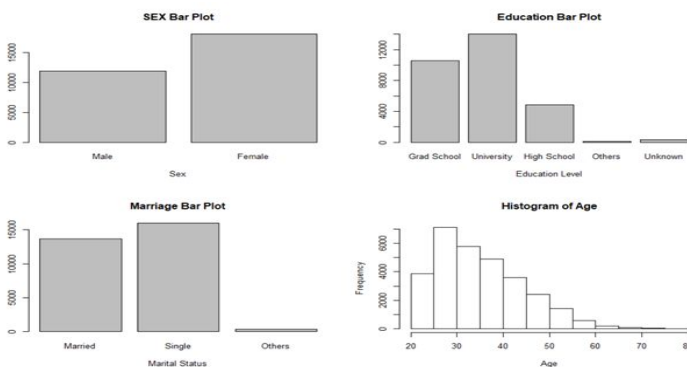 SEX Bar Plot
15000
10000
5000
0
Male Female
Sex
Education Bar Plot
12000
8000
4000
0
Grad School University High School Others Unknown
Education Level
Marriage Bar Plot
15000
10000
5000
0
Married Single Others
Marital Status
Histogram of Age
Frequency
6000
4000
2000
0
20 30 40 50 60 70
Age